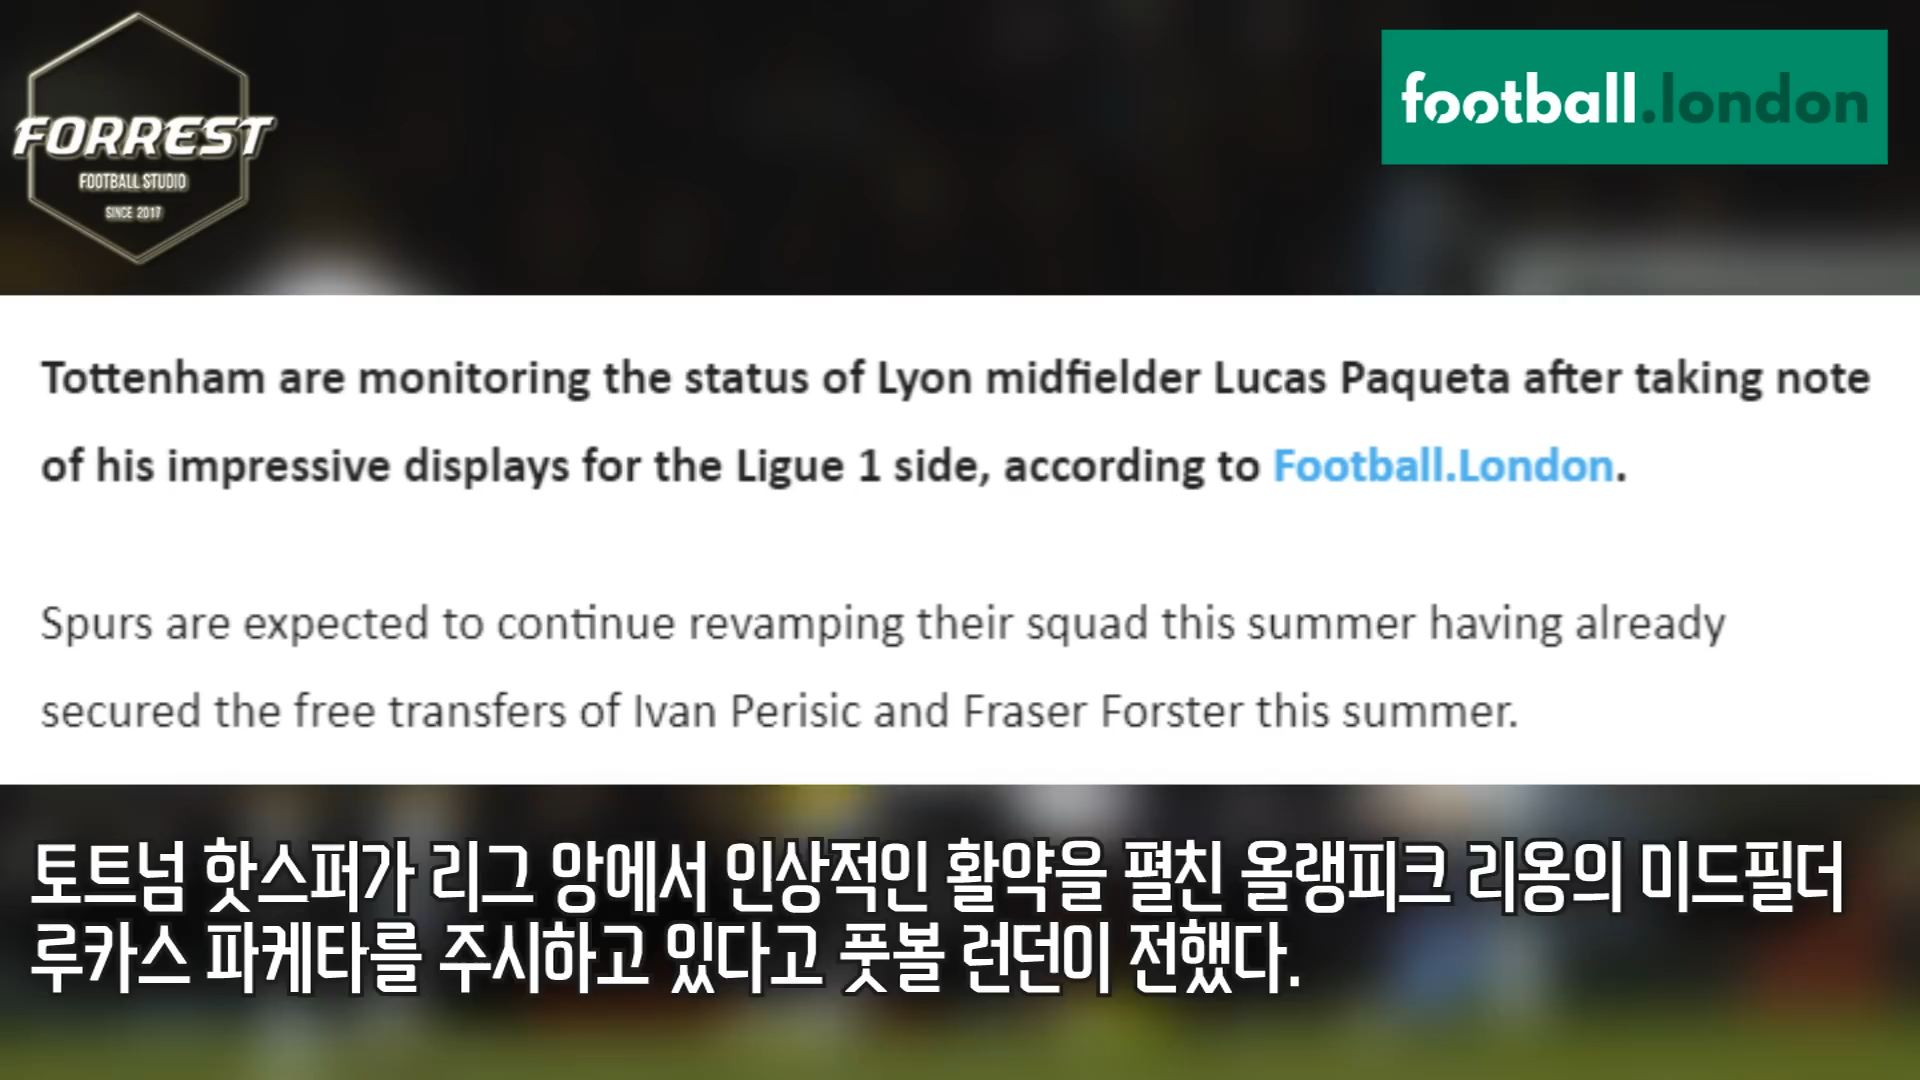 FORREST
FOOTBALL STUDIO
SINCE 2017
football.london
Tottenham are monitoring the status of Lyon midfielder Lucas Paqueta after taking note
of his impressive displays for the Ligue 1 side, according to Football.London.
Spurs are expected to continue revamping their squad this summer having already
secured the free transfers of Ivan Perisic and Fraser Forster this summer.
토트넘 핫스퍼가 리그 앙에서 인상적인 활약을 펼친 올랭피크 리옹의 미드필더
루카스 파케타를 주시하고 있다고 풋볼 런던이 전했다.